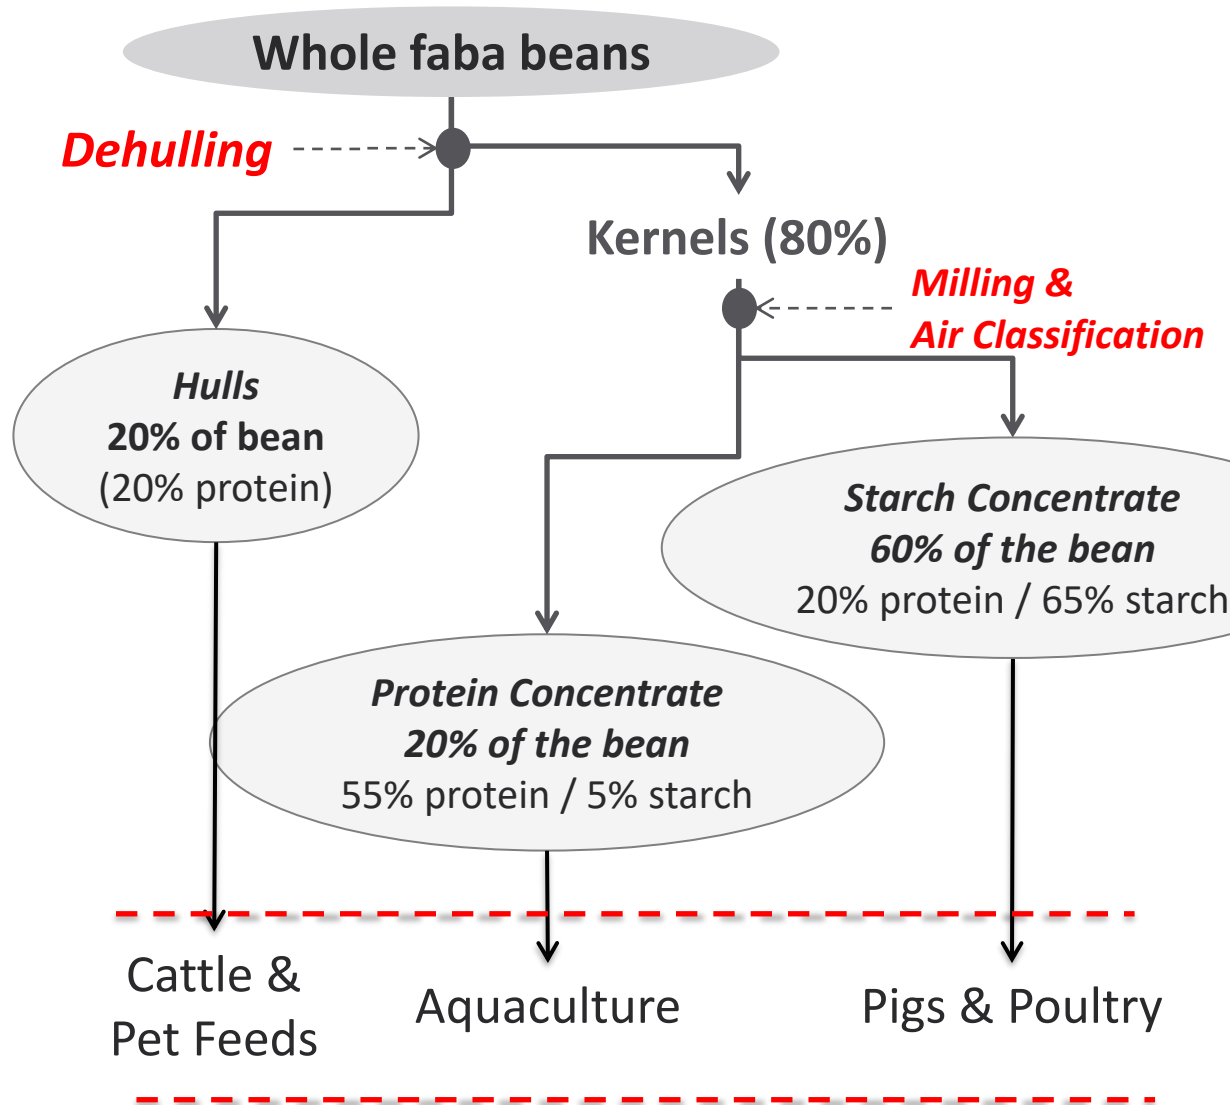 Whole faba beans
Dehulling
Kernels (80%)
Milling &
Air Classification
Hulls
20% of bean
(20% protein)
Starch Concentrate
60% of the bean
20% protein / 65% starch
Protein Concentrate
20% of the bean
55% protein / 5% starch
Cattle &
Pet Feeds
Aquaculture
Pigs & Poultry